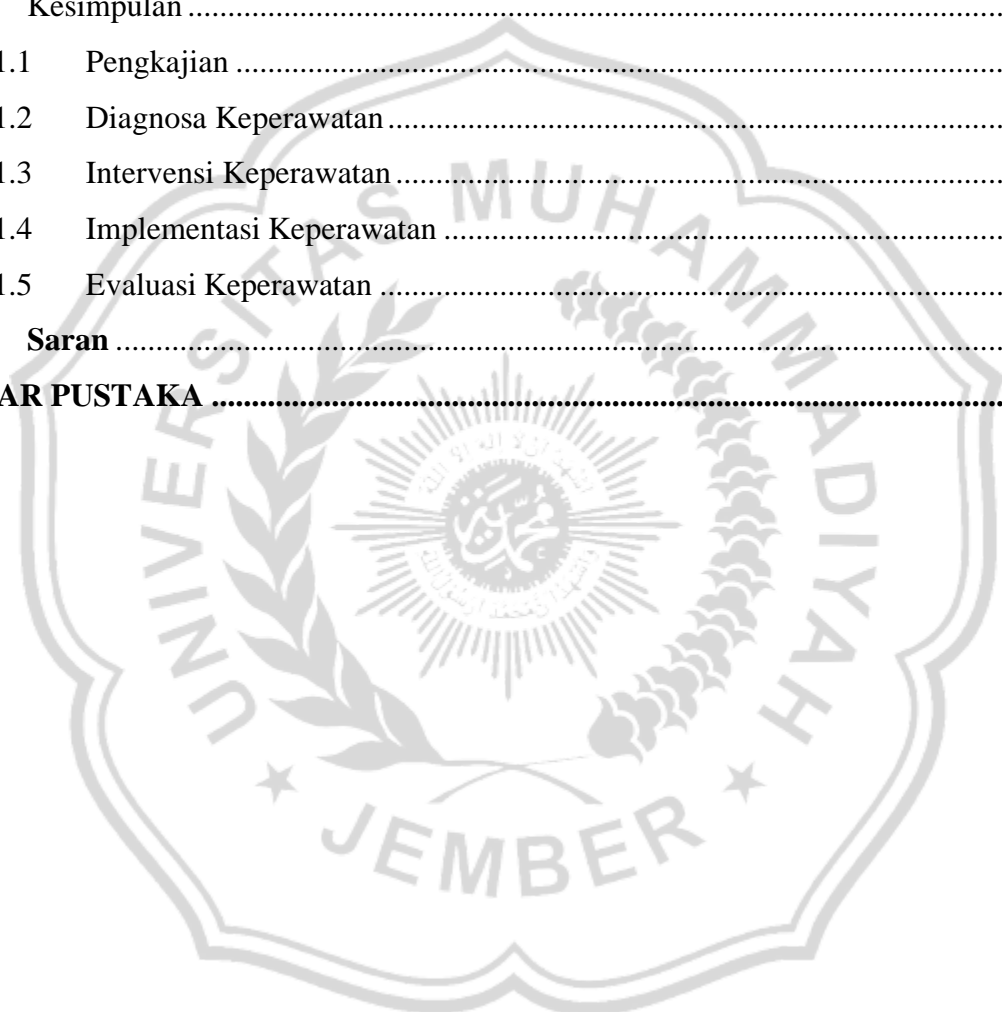 Kesimpulan ........................................................................................................
1.1 Pengkajian ........................................................................................................
1.2 Diagnosa Keperawatan ........................................................................................................
1.3 Intervensi Keperawatan ........................................................................................................
1.4 Implementasi Keperawatan ........................................................................................................
1.5 Evaluasi Keperawatan ........................................................................................................
Saran ........................................................................................................
AR PUSTAKA ........................................................................................................
UNIVERSITAS MUHAMMADIYAH
JEMBER